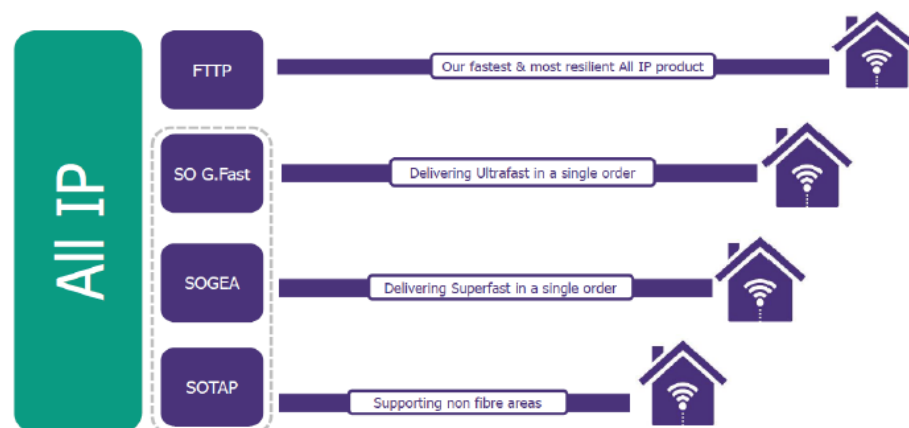 All IP
FTTP
Our fastest & most resilient All IP product
SO G.Fast
Delivering Ultrafast in a single order
SOGEA
Delivering Superfast in a single order
SOTAP
Supporting non fibre areas